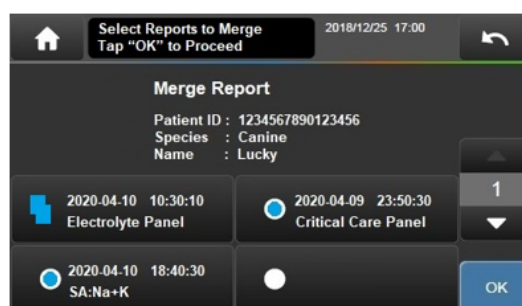 Select Reports to Merge
Tap “OK” to Proceed
2018/12/25 17:00
Merge Report
Patient ID : 1234567890123456
Species : Canine
Name : Lucky
2020-04-10 10:30:10
Electrolyte Panel
2020-04-09 23:50:30
Critical Care Panel
1
2020-04-10 18:40:30
SA:Na+K
OK